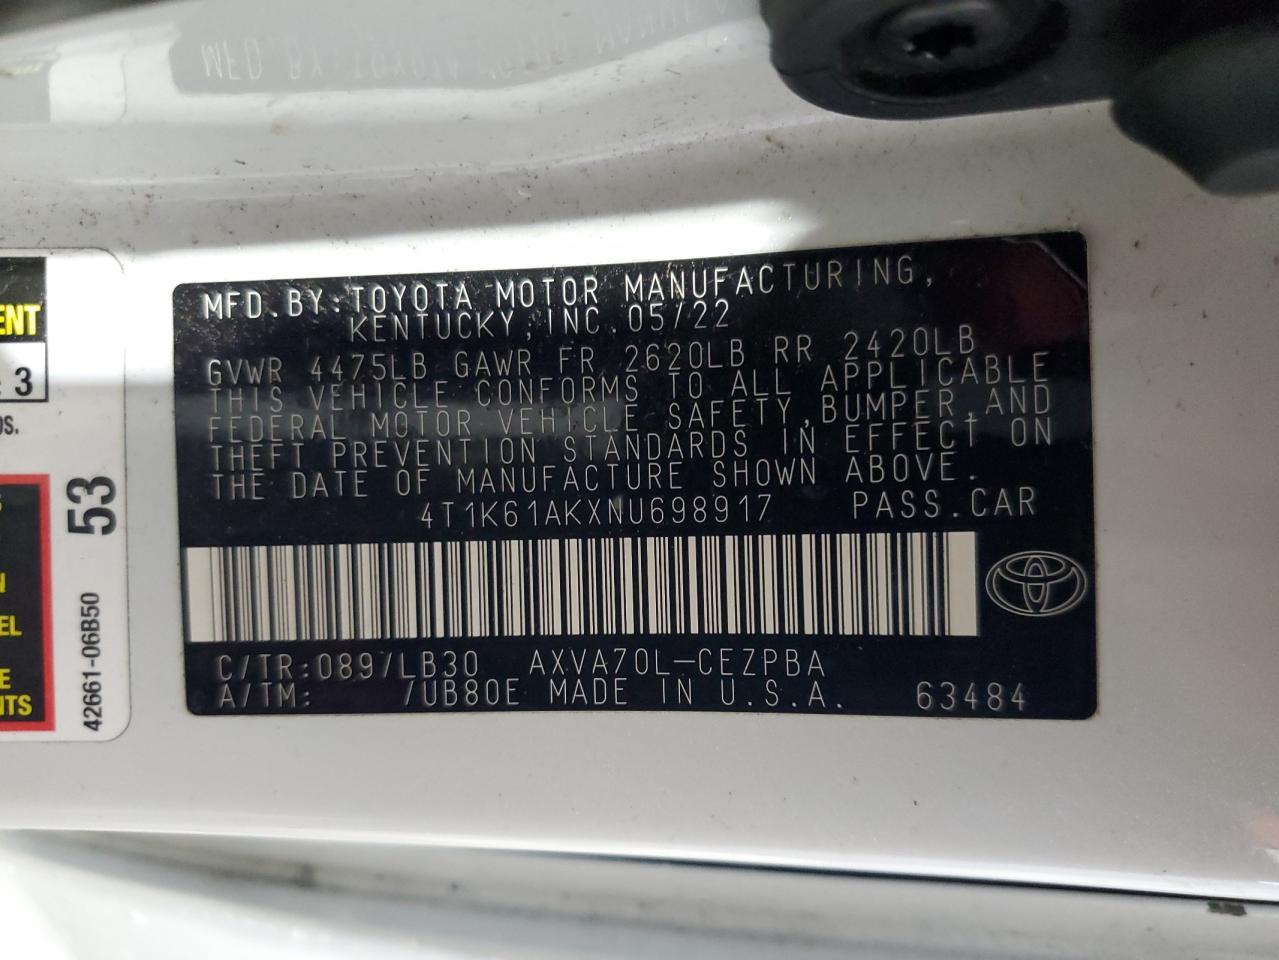 MFD.BY:TOYOTA MOTOR MANUFACTURING,
KENTUCKY,INC.05/22
GVWR 4475LB GAWR FR 2620LB RR 2420LB
THIS VEHICLE CONFORMS TO ALL APPLICABLE
FEDERAL MOTOR VEHICLE SAFETY,BUMPER,AND
THEFT PREVENTION STANDARDS IN EFFECT ON
THE DATE OF MANUFACTURE SHOWN ABOVE.
4T1K61AKXNU698917 PASS.CAR
C/TR:089/LB30 AXVA70L-CEZPBA
A/TM: /UB80E MADE IN U.S.A. 63484
3
53
42661-06B50